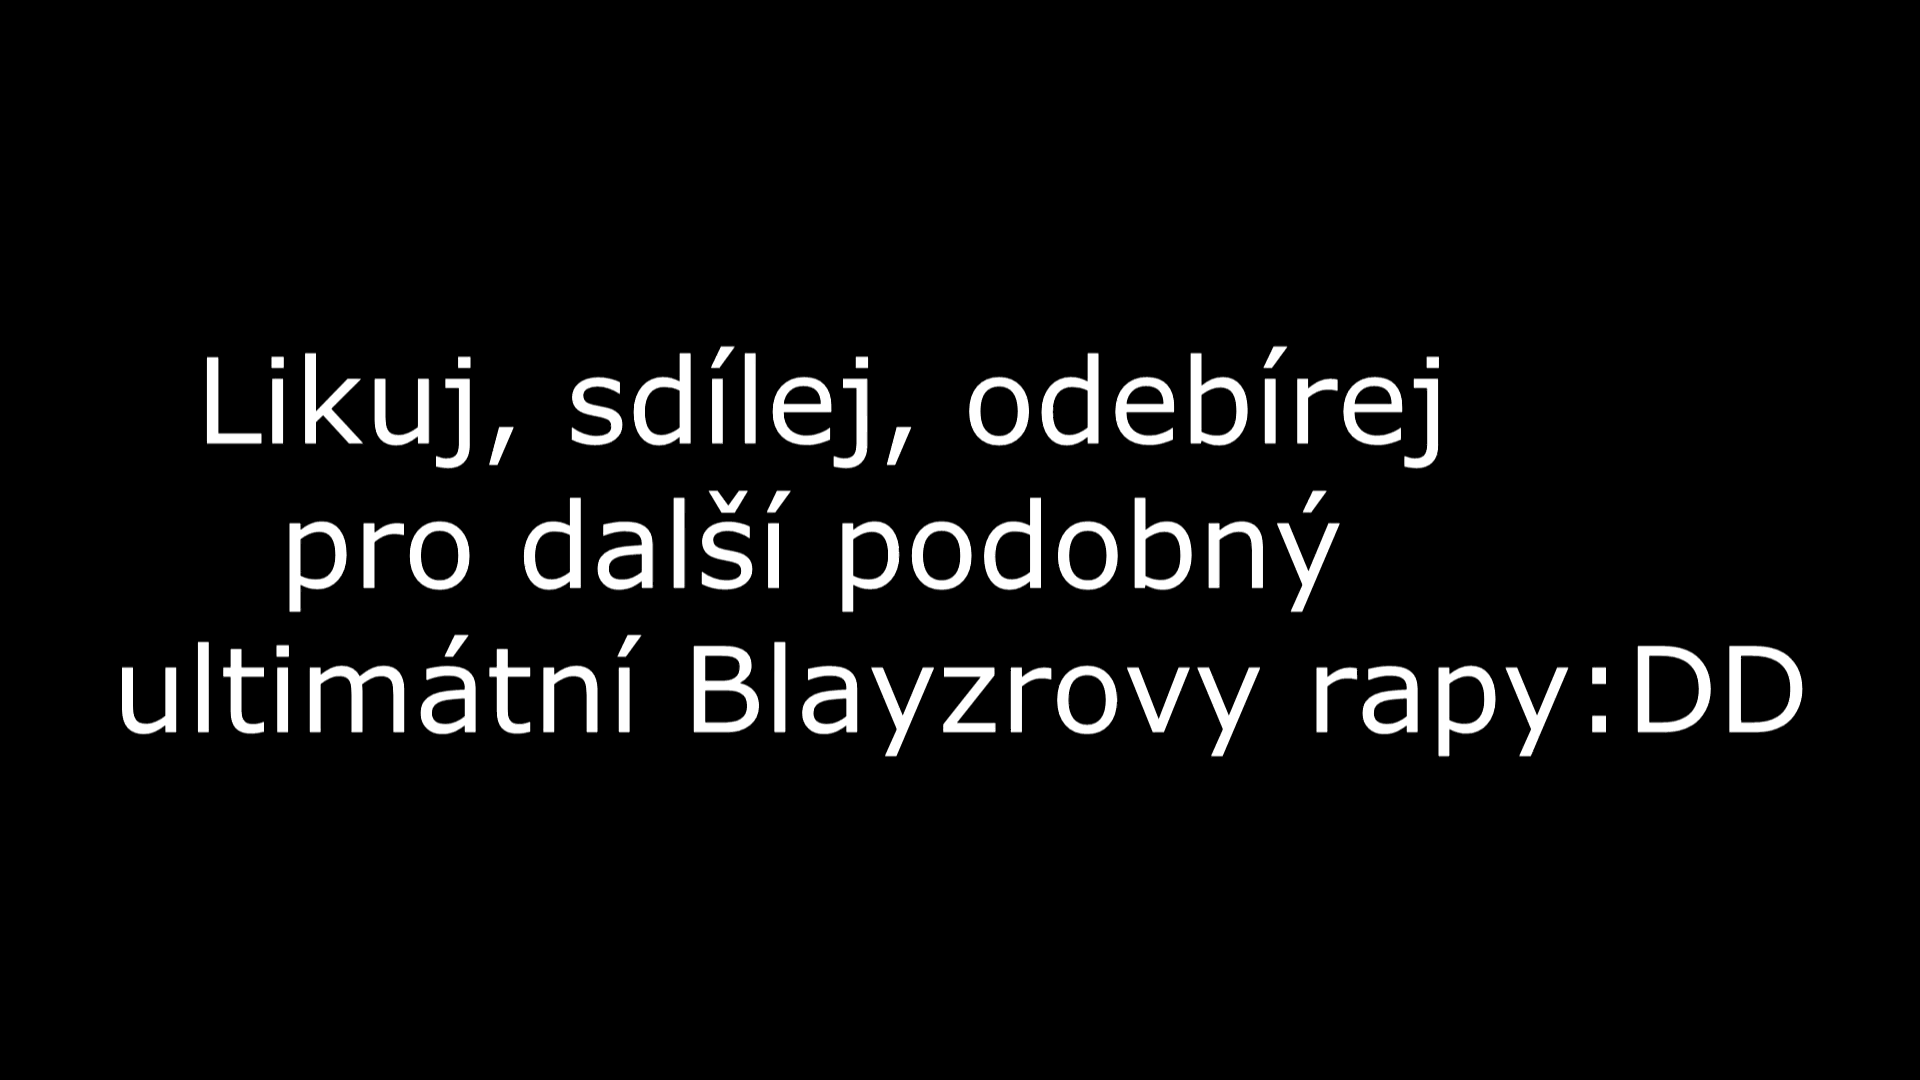 Likuj, sdílej, odebírej
pro další podobný
ultimátní Blayzrovy rapy:DD